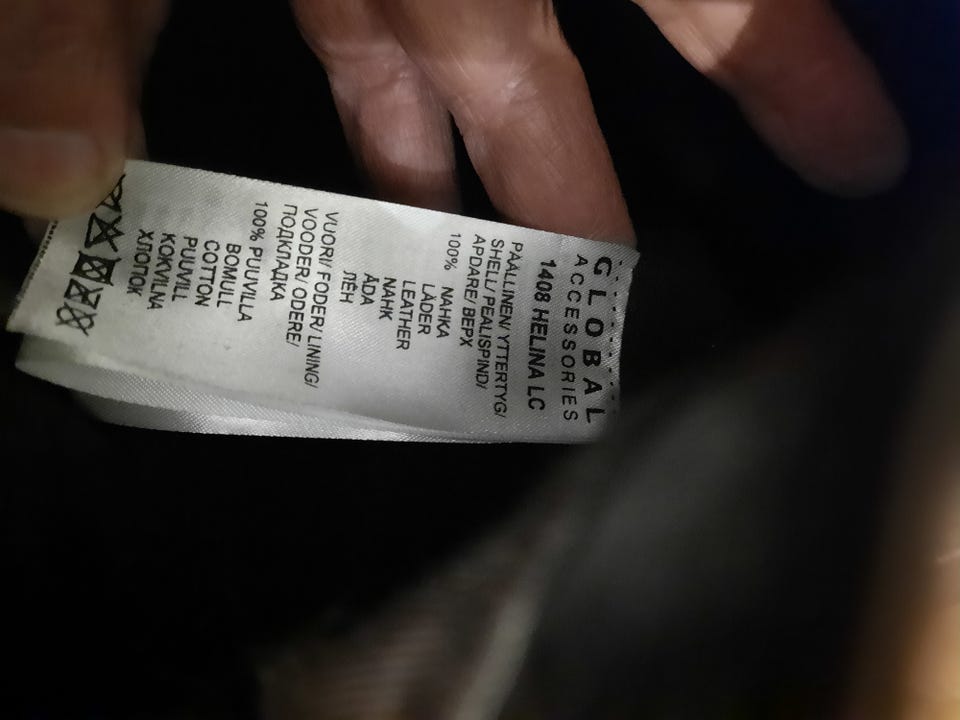 GLOBAL
ACCESSORIES
1408 HELINA LC
PÄÄLLINEN/ YTTERTYG/
SHELL/ PEALISPIND/
APDARE/ ВЕРХ
100% NAHKA
LÄDER
LEATHER
NAHK
ĀDA
ЛЁН
VUORI/ FODER/ LINING/
VOODER/ ODERE/
ПОДКЛАДКА
100% PUUVILLA
BOMULL
COTTON
PUUVILL
KOKVILNA
ХЛОПОК